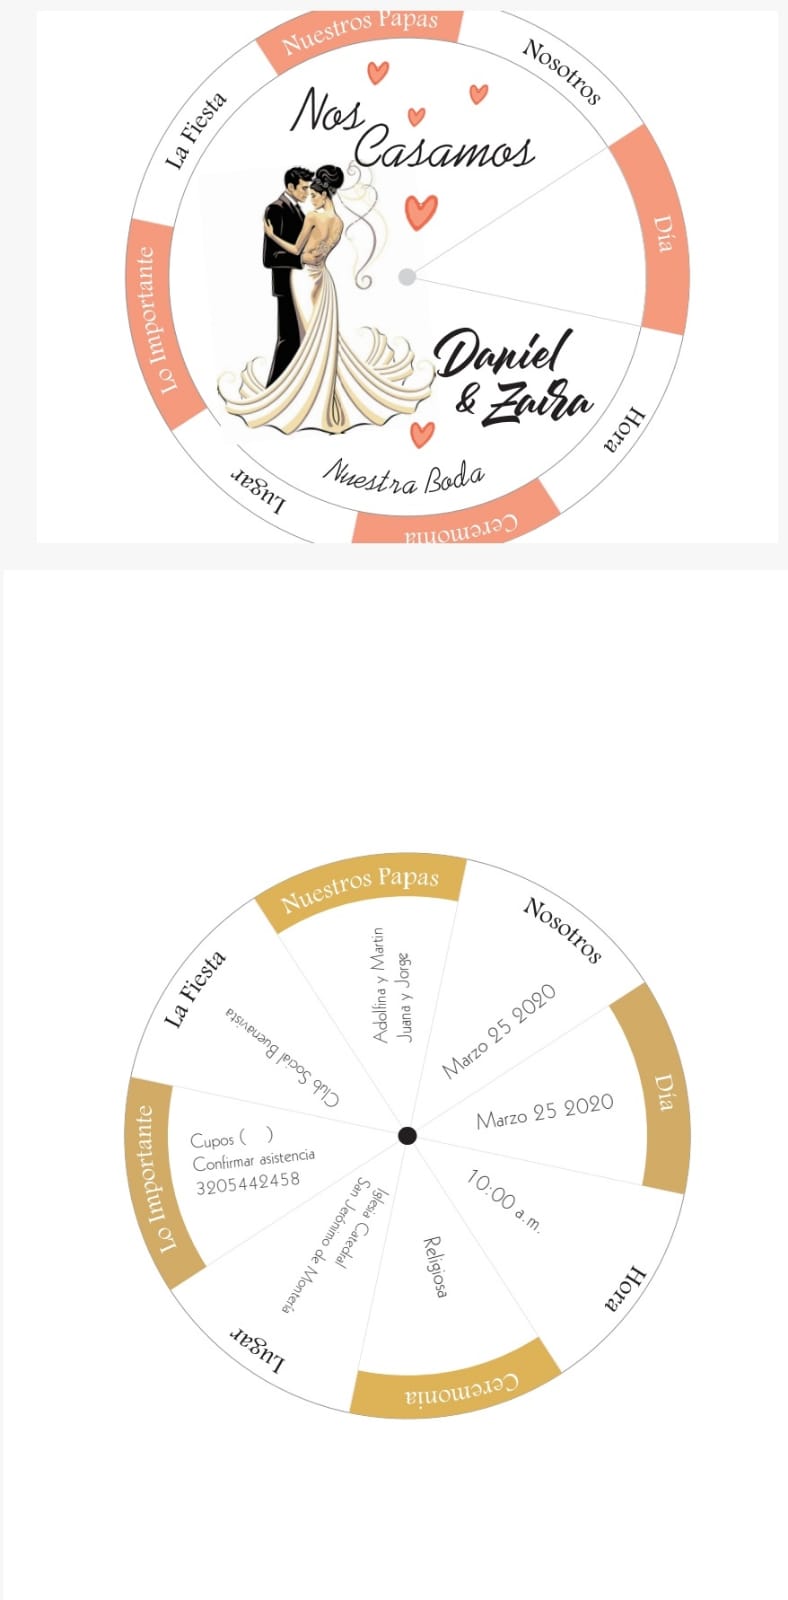 Nuestros Papas
Nosotros
Día
Hora
Ceremonia
Lugar
Lo Importante
La Fiesta
Nos
Casamos
Daniel
& Zaira
Nuestra Boda
Nuestros Papas
Adolfina y Martin
Juana y Jorge
Nosotros
Marzo 25 2020
Día
Marzo 25 2020
Hora
10:00 a.m.
Ceremonia
Religiosa
Lugar
Iglesia Catedral
San Jerónimo de Montería
Lo Importante
Cupos (    )
Confirmar asistencia
3205442458
La Fiesta
Club Social Buenavista